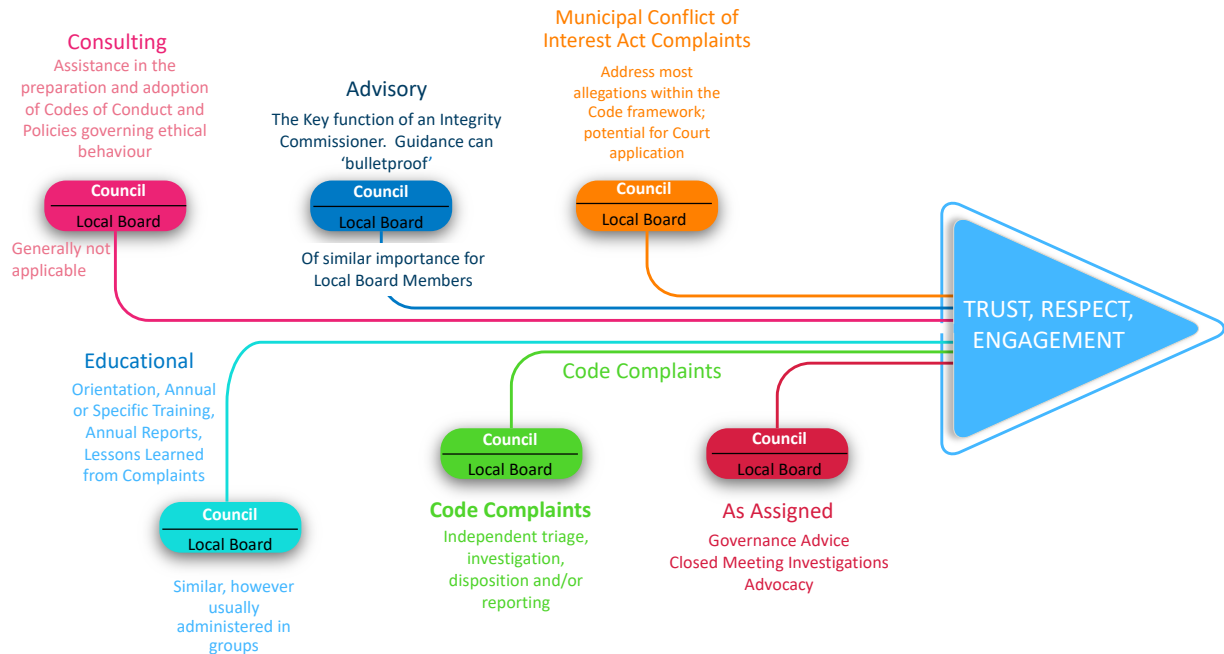 Municipal Conflict of
Interest Act Complaints
Address most
allegations within the
Code framework;
potential for Court
application
Council
Local Board
Consulting
Assistance in the
preparation and adoption
of Codes of Conduct and
Policies governing ethical
behaviour
Council
Local Board
Generally not
applicable
Advisory
The Key function of an Integrity
Commissioner.  Guidance can
‘bulletproof’
Council
Local Board
Of similar importance for
Local Board Members
TRUST, RESPECT,
ENGAGEMENT
Educational
Orientation, Annual
or Specific Training,
Annual Reports,
Lessons Learned
from Complaints
Council
Local Board
Similar, however
usually
administered in
groups
Code Complaints
Council
Local Board
Code Complaints
Independent triage,
investigation,
disposition and/or
reporting
Council
Local Board
As Assigned
Governance Advice
Closed Meeting Investigations
Advocacy